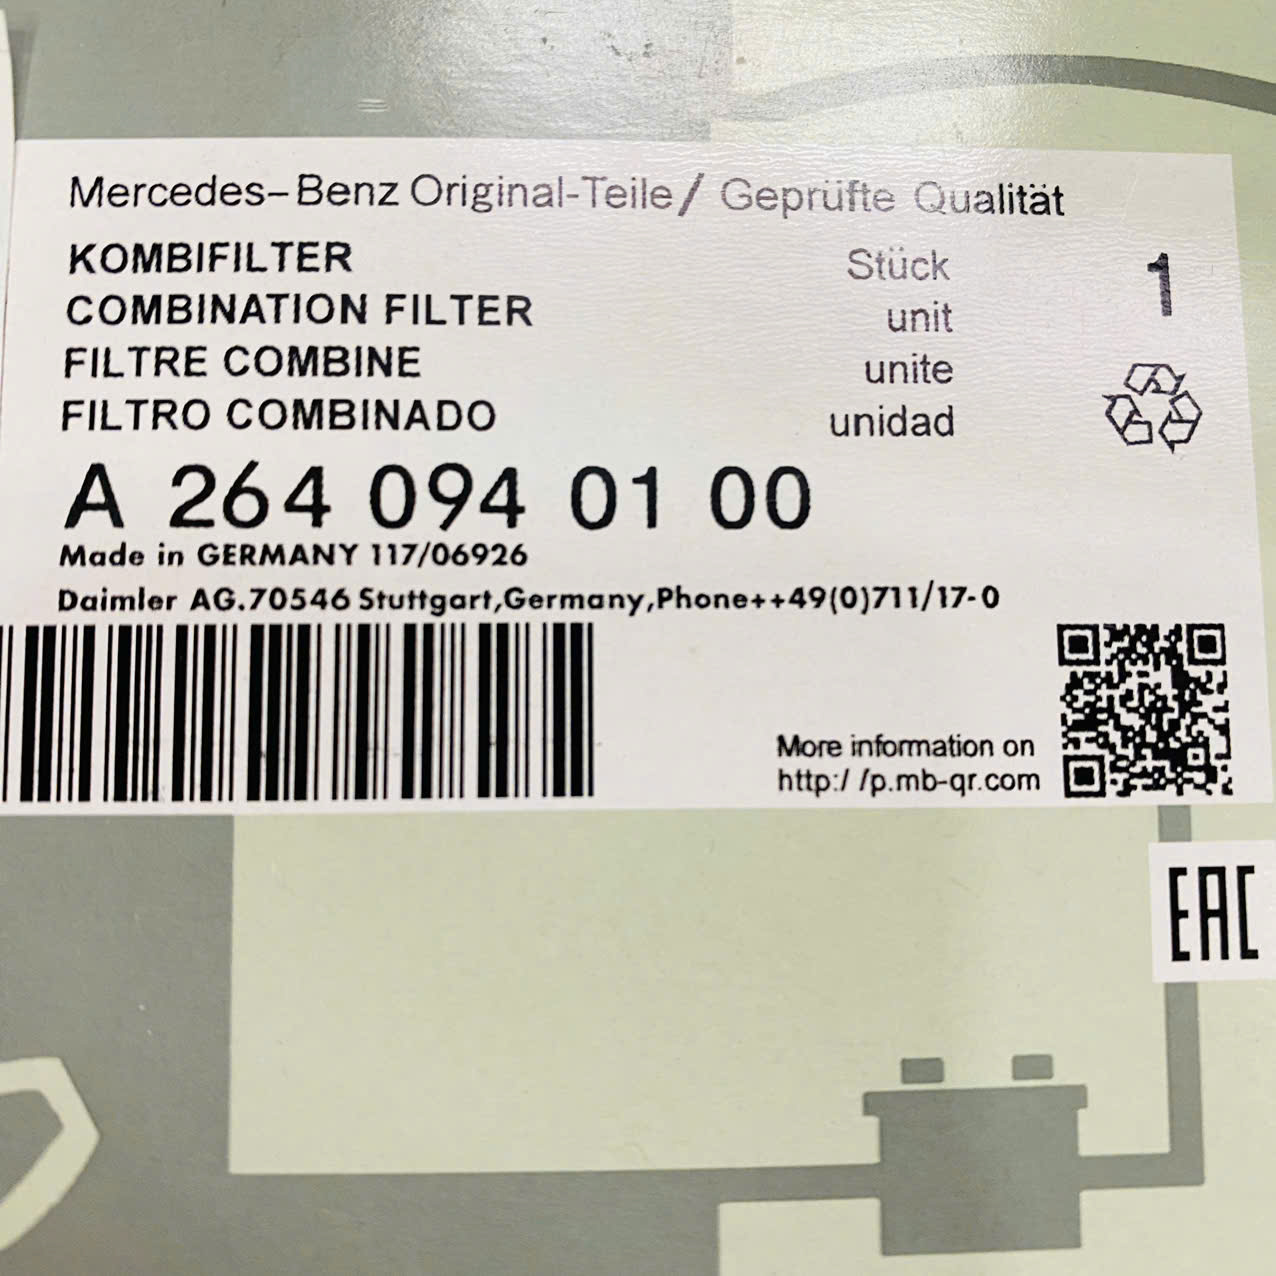 Mercedes-Benz Original-Teile/ Geprüfte Qualität
KOMBIFILTER
COMBINATION FILTER
FILTRE COMBINE
FILTRO COMBINADO
Stück
unit
unite
unidad
1
A 264 094 01 00
Made in GERMANY 117/06926
Daimler AG.70546 Stuttgart,Germany,Phone++49(0)711/17-0
More information on
http:/ /p.mb-qr.com
EAC